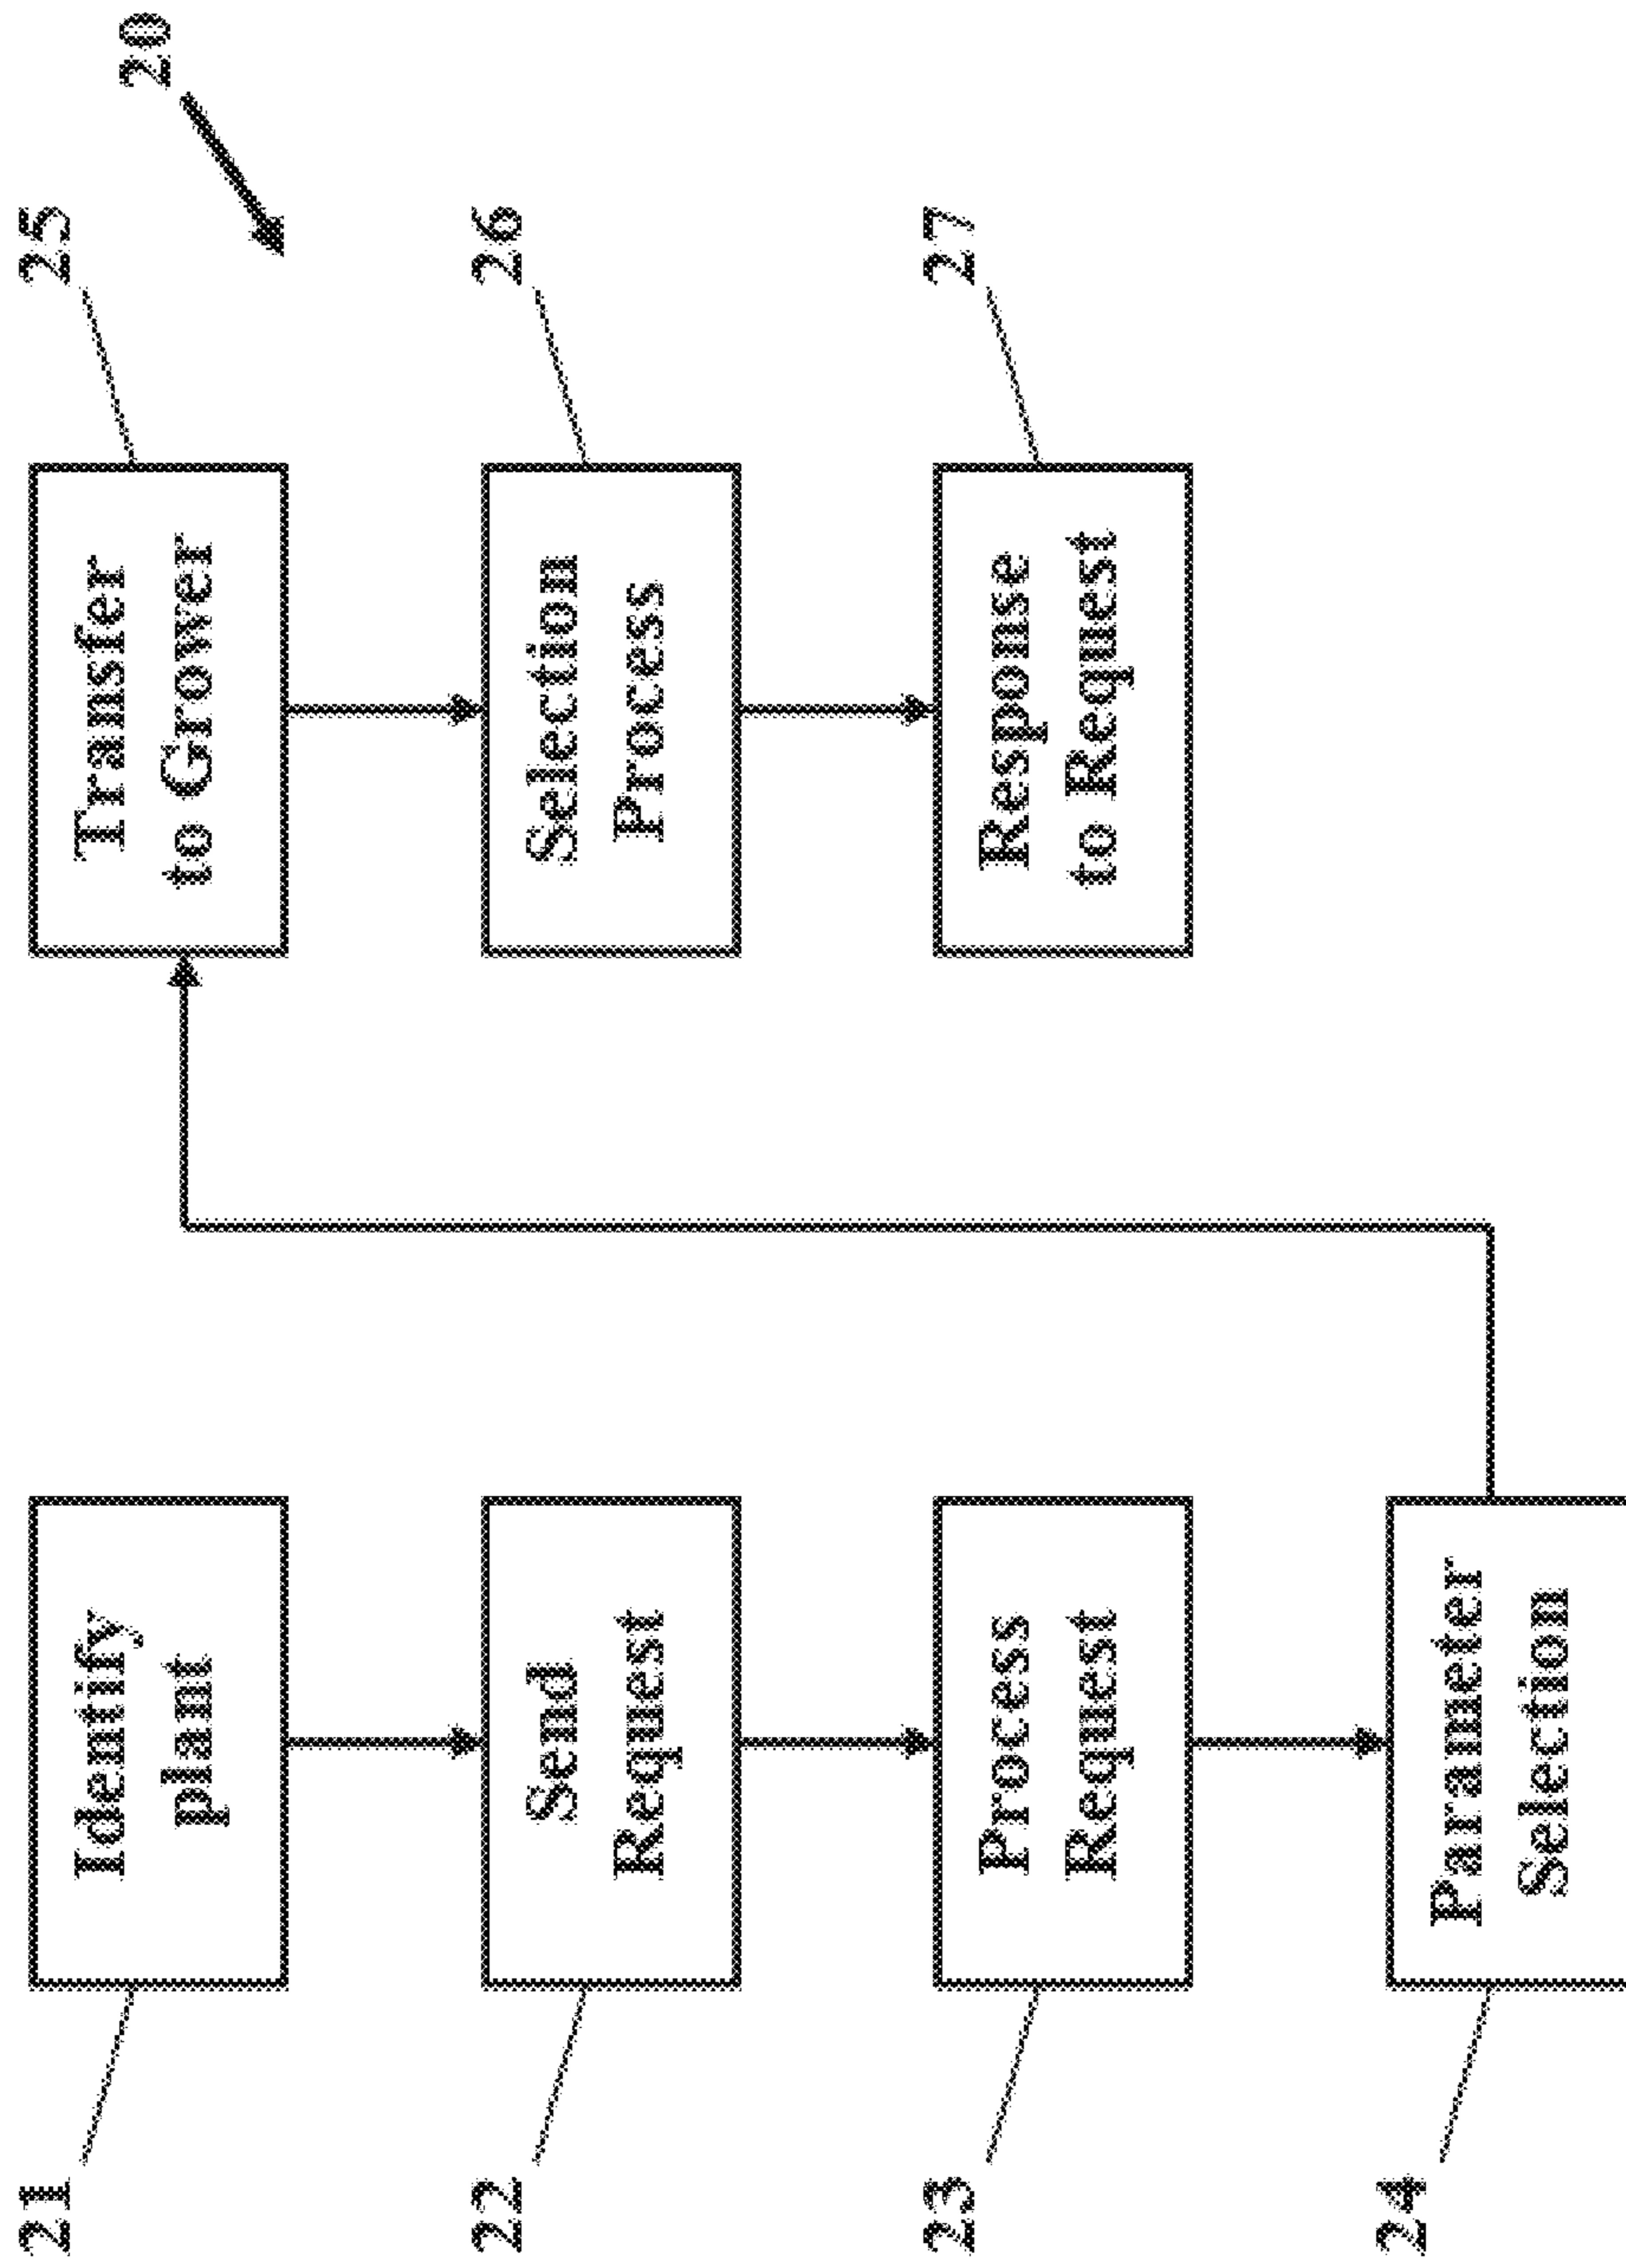 20
21
Identify
plant
22
Send
Request
23
Process
Request
24
Parameter
Selection
25
Transfer
to Grower
26
Selection
Process
27
Response
to Request